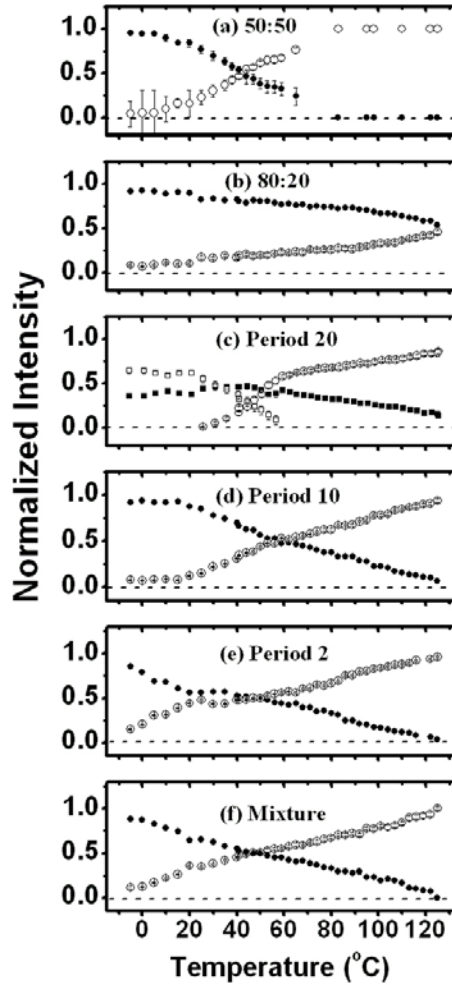 Normalized Intensity
(a) 50:50
1.0
0.5
0.0
(b) 80:20
1.0
0.5
0.0
(c) Period 20
1.0
0.5
0.0
(d) Period 10
1.0
0.5
0.0
(e) Period 2
1.0
0.5
0.0
(f) Mixture
1.0
0.5
0.0
0 20 40 60 80 100 120
Temperature (°C)